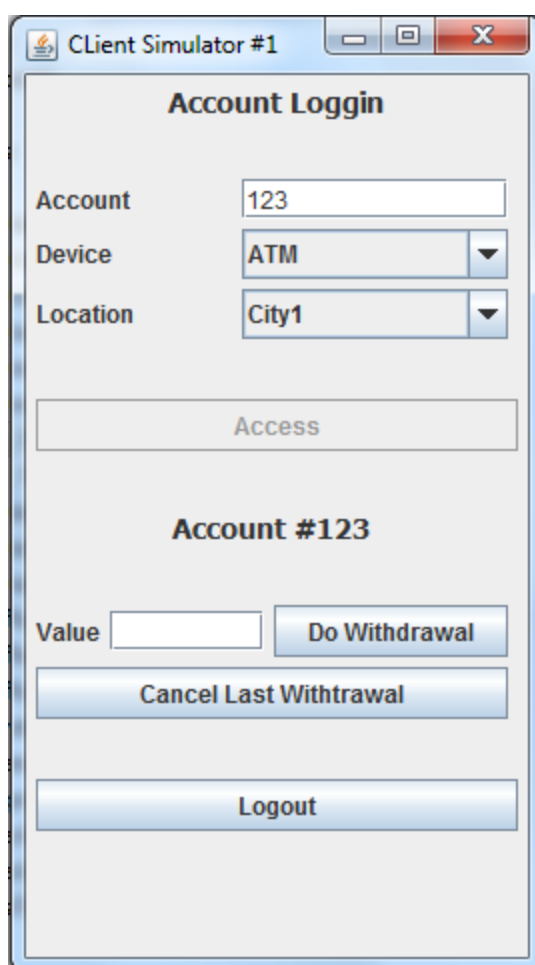 CLient Simulator #1
Account Loggin
Account 123
Device ATM
Location City1
Access
Account #123
Value Do Withdrawal
Cancel Last Withtrawal
Logout